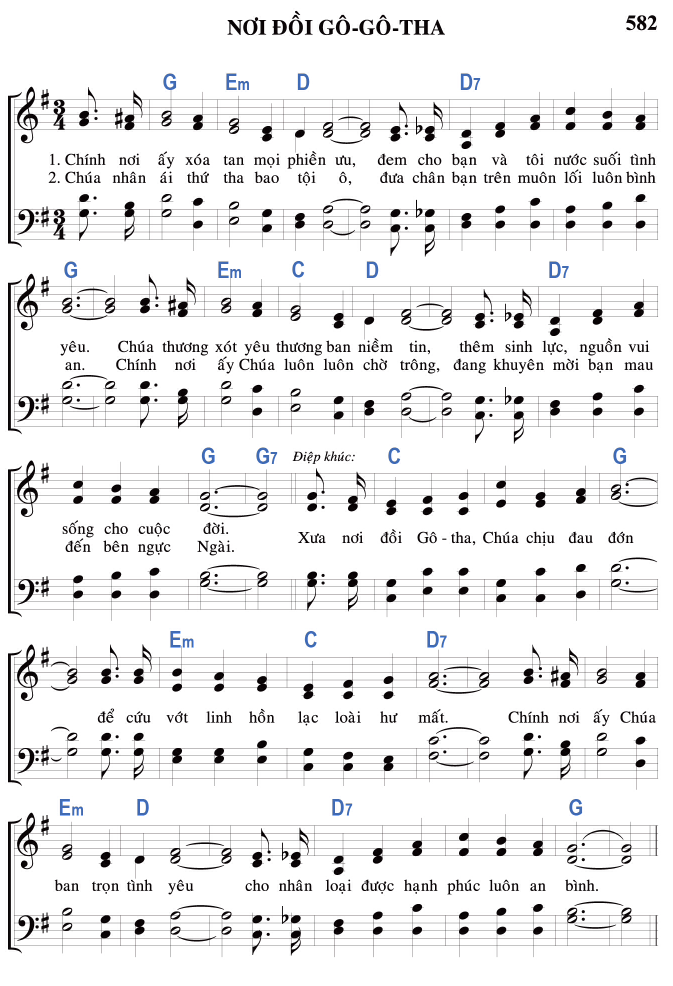 NƠI ĐỒI GÔ-GÔ-THA
582
G Em D D7
3 4
1. Chính nơi ấy xóa tan mọi phiền ưu, đem cho bạn và tôi nước suối tình
2. Chúa nhân ái thứ tha bao tội ô, đưa chân bạn trên muôn lối luôn bình
3 4
G Em C D D7
yêu. Chúa thương xót yêu thương ban niềm tin, thêm sinh lực, nguồn vui
an. Chính nơi ấy Chúa luôn luôn chờ trông, đang khuyên mời bạn mau
G G7 Điệp khúc: C G
sống cho cuộc đời. Xưa nơi đồi Gô - tha, Chúa chịu đau đớn
đến bên ngực Ngài.
Em C D7
để cứu vớt linh hồn lạc loài hư mất. Chính nơi ấy Chúa
Em D D7 G
ban trọn tình yêu cho nhân loại được hạnh phúc luôn an bình.